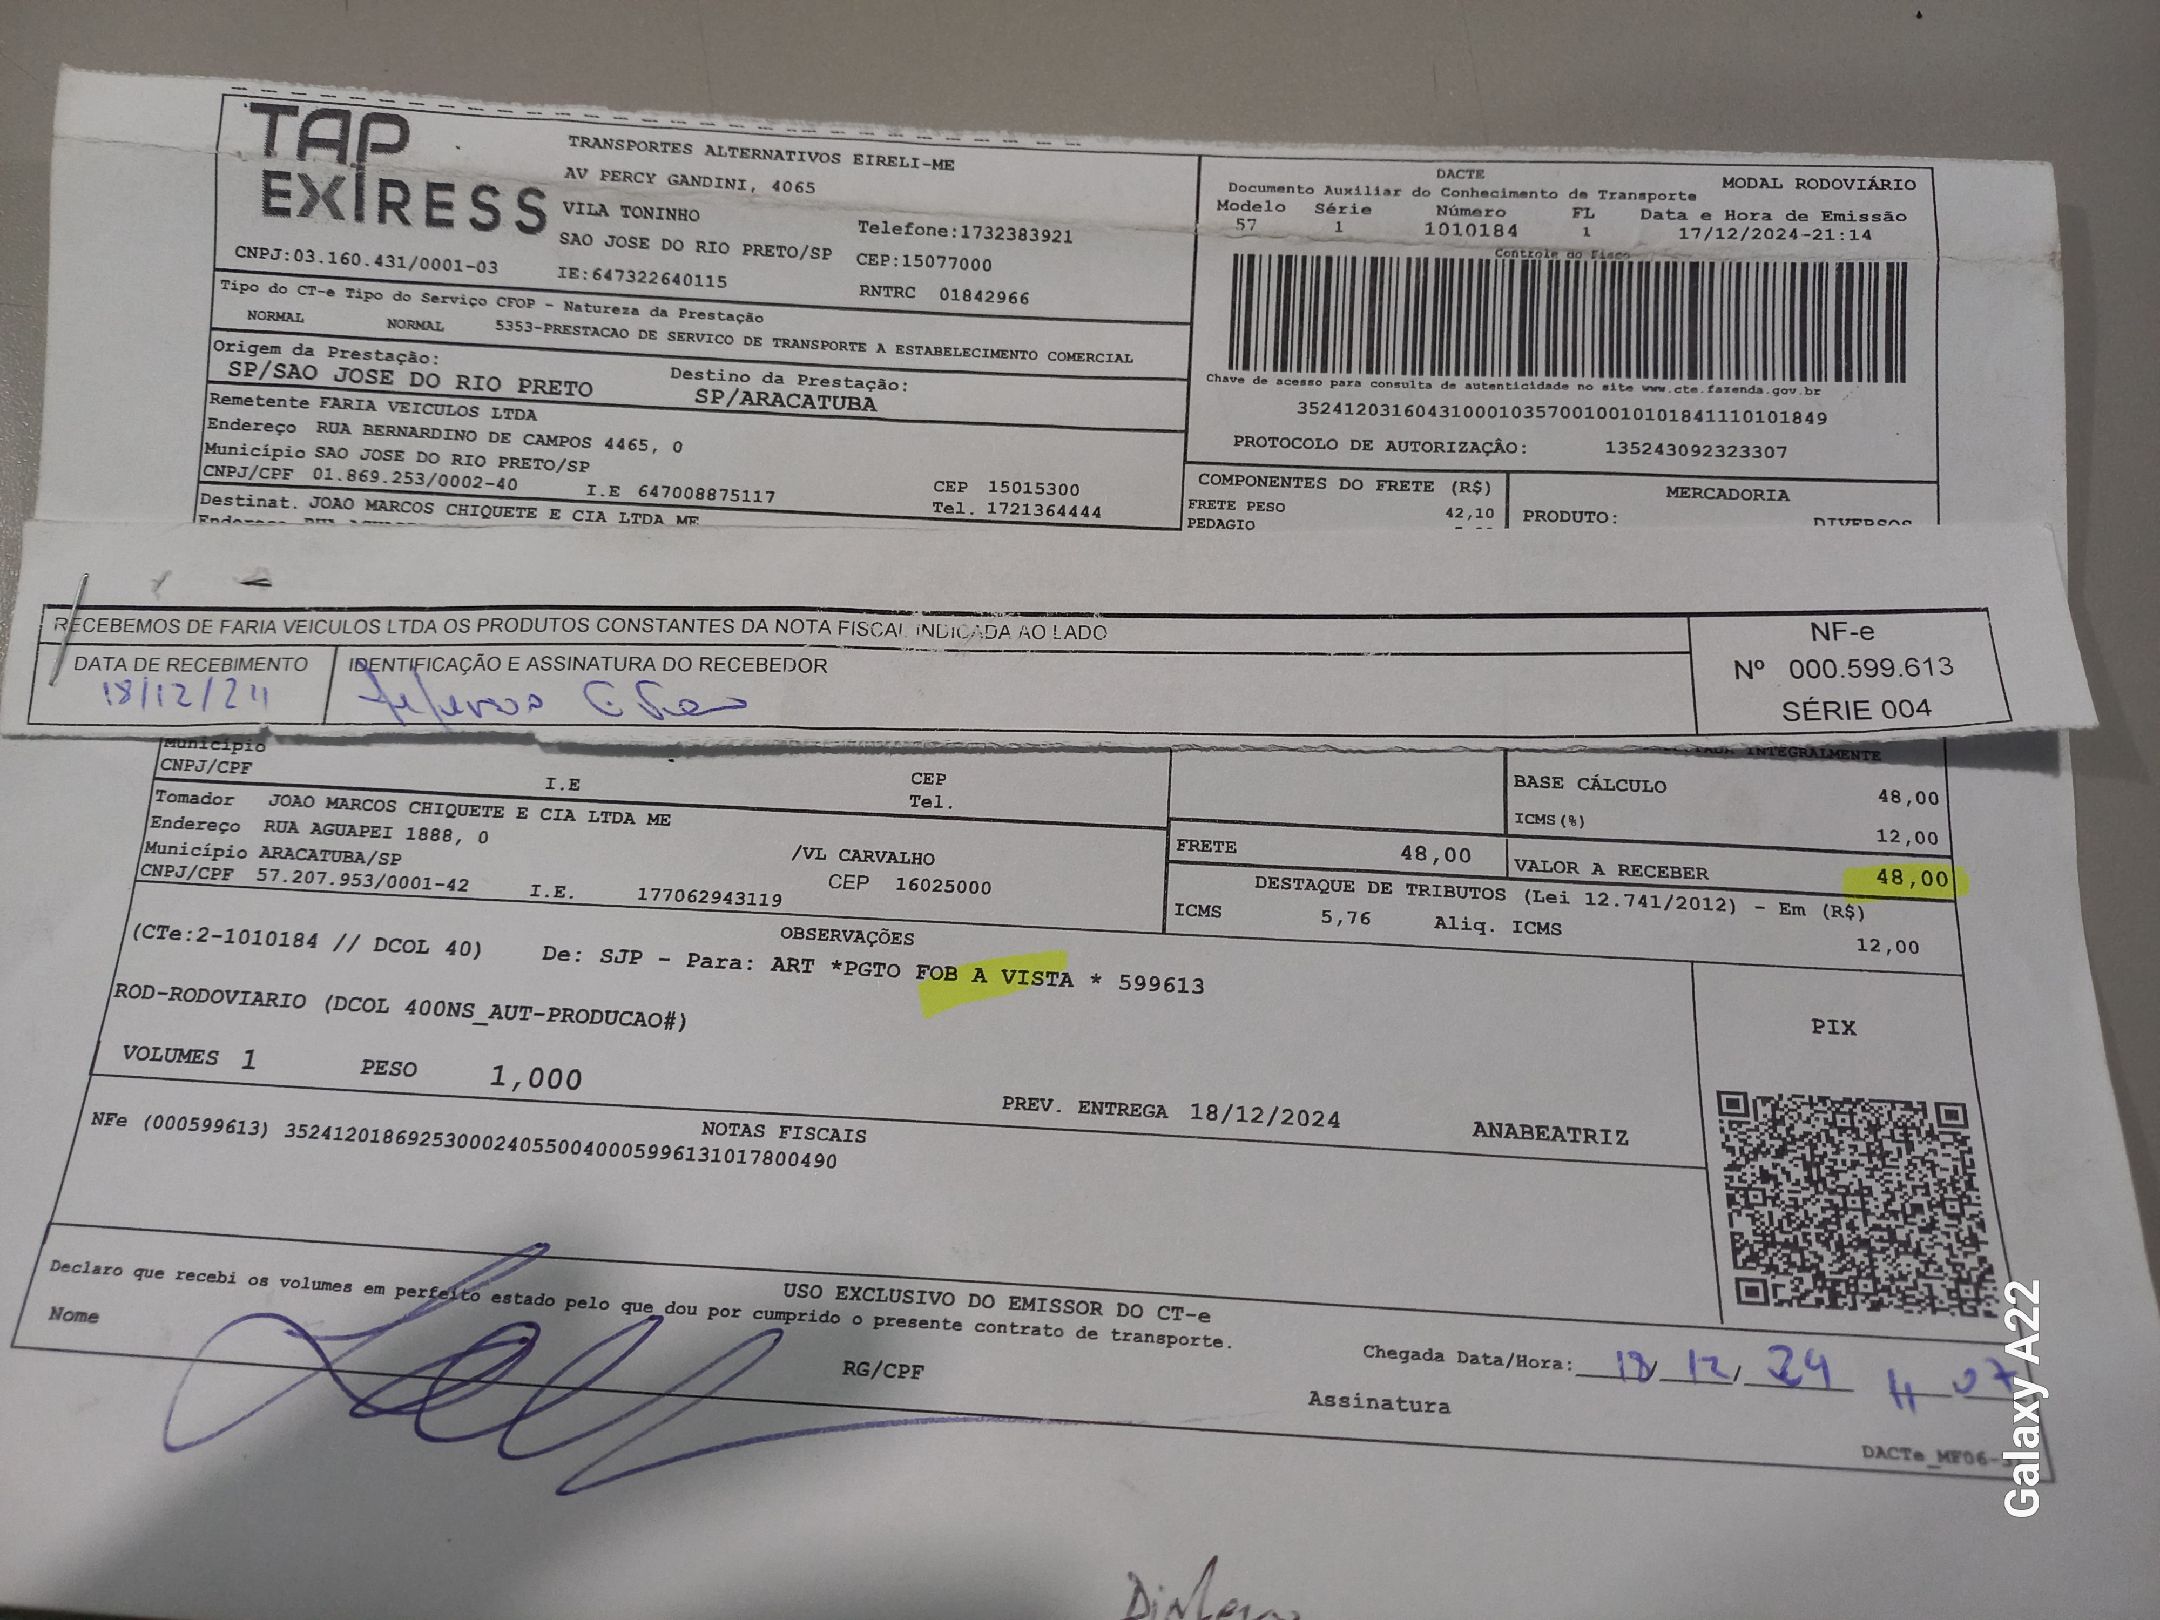 TAP
EXIRESS
TRANSPORTES ALTERNATIVOS EIRELI-ME
AV PERCY GANDINI, 4065
VILA TONINHO
Telefone:1732383921
SAO JOSE DO RIO PRETO/SP
CEP:15077000
CNPJ:03.160.431/0001-03
IE:647322640115
RNTRC 01842966
DACTE
MODAL RODOVIÁRIO
Documento Auxiliar do Conhecimento de Transporte
Modelo Série Número FL Data e Hora de Emissão
57 1 1010184 1 17/12/2024-21:14
Controle do Fisco
Chave de acesso para consulta de autenticidade no site www.cte.fazenda.gov.br
35241203160431000103570010010101841110101849
PROTOCOLO DE AUTORIZAÇÂO: 135243092323307
Tipo do CT-e Tipo do Serviço CFOP - Natureza da Prestação
NORMAL NORMAL 5353-PRESTACAO DE SERVICO DE TRANSPORTE A ESTABELECIMENTO COMERCIAL
Origem da Prestação:
SP/SAO JOSE DO RIO PRETO
Destino da Prestação:
SP/ARACATUBA
Remetente FARIA VEICULOS LTDA
Endereço RUA BERNARDINO DE CAMPOS 4465, 0
Município SAO JOSE DO RIO PRETO/SP
CEP 15015300
CNPJ/CPF 01.869.253/0002-40 I.E 647008875117 Tel. 1721364444
Destinat. JOAO MARCOS CHIQUETE E CIA LTDA ME
COMPONENTES DO FRETE (R$)
FRETE PESO 42,10
PEDAGIO
MERCADORIA
PRODUTO: DIVERSOS
RECEBEMOS DE FARIA VEICULOS LTDA OS PRODUTOS CONSTANTES DA NOTA FISCAL INDICADA AO LADO
DATA DE RECEBIMENTO
18/12/24
IDENTIFICAÇÃO E ASSINATURA DO RECEBEDOR
NF-e
Nº 000.599.613
SÉRIE 004
Município
CNPJ/CPF I.E CEP
Tel.
INTEGRALMENTE
BASE CÁLCULO 48,00
ICMS(%) 12,00
Tomador JOAO MARCOS CHIQUETE E CIA LTDA ME
Endereço RUA AGUAPEI 1888, 0
/VL CARVALHO
Município ARACATUBA/SP
CEP 16025000
CNPJ/CPF 57.207.953/0001-42 I.E. 177062943119
FRETE 48,00
VALOR A RECEBER 48,00
DESTAQUE DE TRIBUTOS (Lei 12.741/2012) - Em (R$)
ICMS 5,76 Aliq. ICMS 12,00
OBSERVAÇÕES
(CTe:2-1010184 // DCOL 40) De: SJP - Para: ART *PGTO FOB A VISTA * 599613
ROD-RODOVIARIO (DCOL 400NS_AUT-PRODUCAO#)
VOLUMES 1 PESO 1,000
PREV. ENTREGA 18/12/2024 ANABEATRIZ
PIX
NOTAS FISCAIS
NFe (000599613) 35241201869253000240550040005996131017800490
USO EXCLUSIVO DO EMISSOR DO CT-e
Declaro que recebi os volumes em perfeito estado pelo que dou por cumprido o presente contrato de transporte.
Nome
RG/CPF
Chegada Data/Hora: 18/12/24 11 07
Assinatura
DACTe_MF06-
Galaxy A22